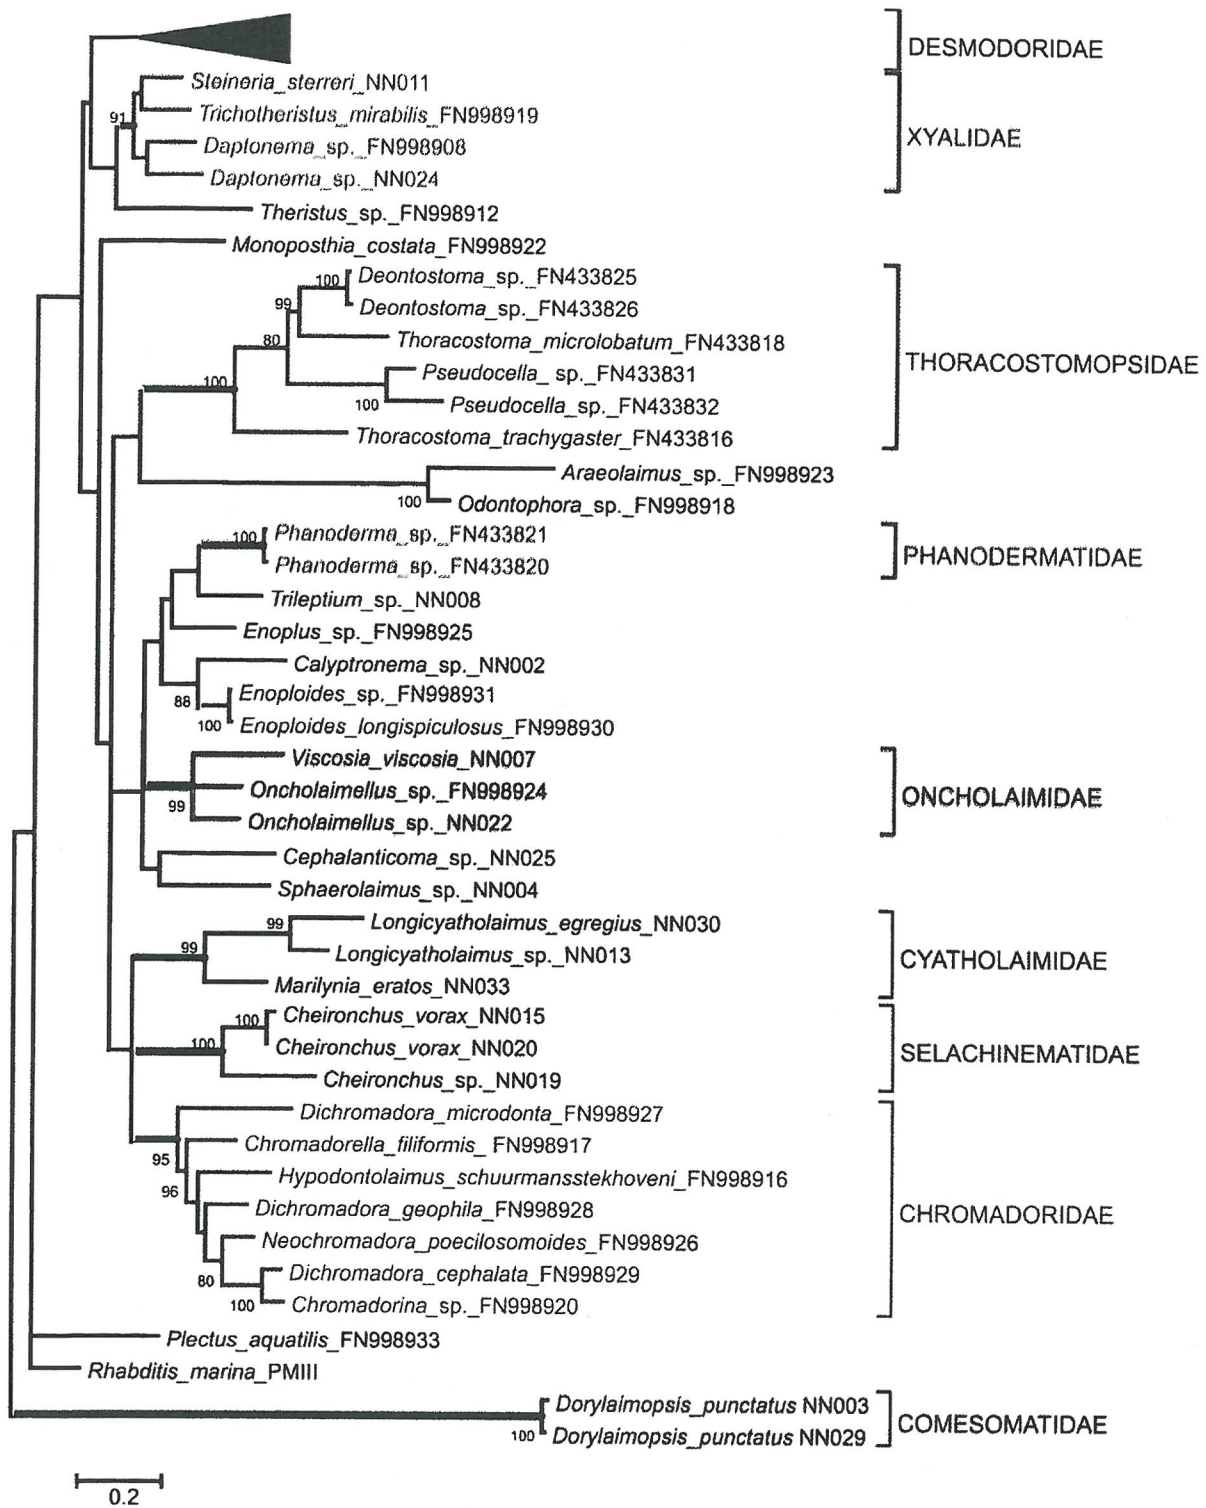 DESMODORIDAE
Steineria_sterreri_NN011
91
Trichotheristus_mirabilis_FN998919
XYALIDAE
Daptonema_sp._FN998908
Daptonema_sp._NN024
Theristus_sp._FN998912
Monoposthia_costata_FN998922
100
Deontostoma_sp._FN433825
99
Deontostoma_sp._FN433826
80
Thoracostoma_microlobatum_FN433818
THORACOSTOMOPSIDAE
100
Pseudocella_ sp._FN433831
100
Pseudocella_sp._FN433832
Thoracostoma_trachygaster_FN433816
Araeolaimus_sp._FN998923
100
Odontophora_sp._FN998918
100
Phanoderma_sp._FN433821
PHANODERMATIDAE
Phanoderma_sp._FN433820
Trileptium_sp._NN008
Enoplus_sp._FN998925
Calyptronema_sp._NN002
88
Enoploides_sp._FN998931
100
Enoploides_longispiculosus_FN998930
Viscosia_viscosia_NN007
Oncholaimellus_sp._FN998924
ONCHOLAIMIDAE
99
Oncholaimellus_sp._NN022
Cephalanticoma_sp._NN025
Sphaerolaimus_sp._NN004
99
Longicyatholaimus_egregius_NN030
99
Longicyatholaimus_sp._NN013
CYATHOLAIMIDAE
Marilynia_eratos_NN033
100
Cheironchus_vorax_NN015
100
Cheironchus_vorax_NN020
SELACHINEMATIDAE
Cheironchus_sp._NN019
Dichromadora_microdonta_FN998927
95
Chromadorella_filiformis_ FN998917
96
Hypodontolaimus_schuurmansstekhoveni_FN998916
Dichromadora_geophila_FN998928
CHROMADORIDAE
Neochromadora_poecilosomoides_FN998926
80
Dichromadora_cephalata_FN998929
100
Chromadorina_sp._FN998920
Plectus_aquatilis_FN998933
Rhabditis_marina_PMIII
Dorylaimopsis_punctatus NN003
COMESOMATIDAE
100
Dorylaimopsis_punctatus NN029
0.2